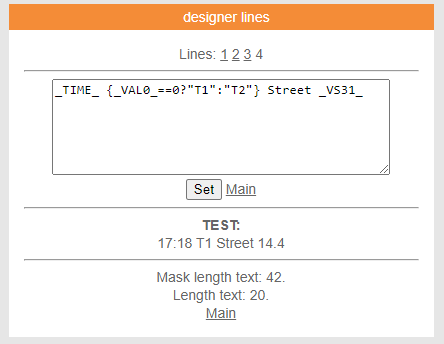 designer lines
Lines: 1 2 3 4
_TIME_ {_VAL0_==0?"T1":"T2"} Street _VS31_
Set Main
TEST:
17:18 T1 Street 14.4
Mask length text: 42.
Length text: 20.
Main